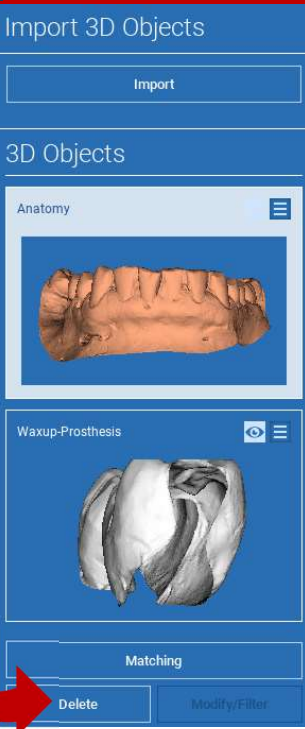 Import 3D Objects
Import
3D Objects
Anatomy
Waxup-Prosthesis
Matching
Delete
Modify/Filter